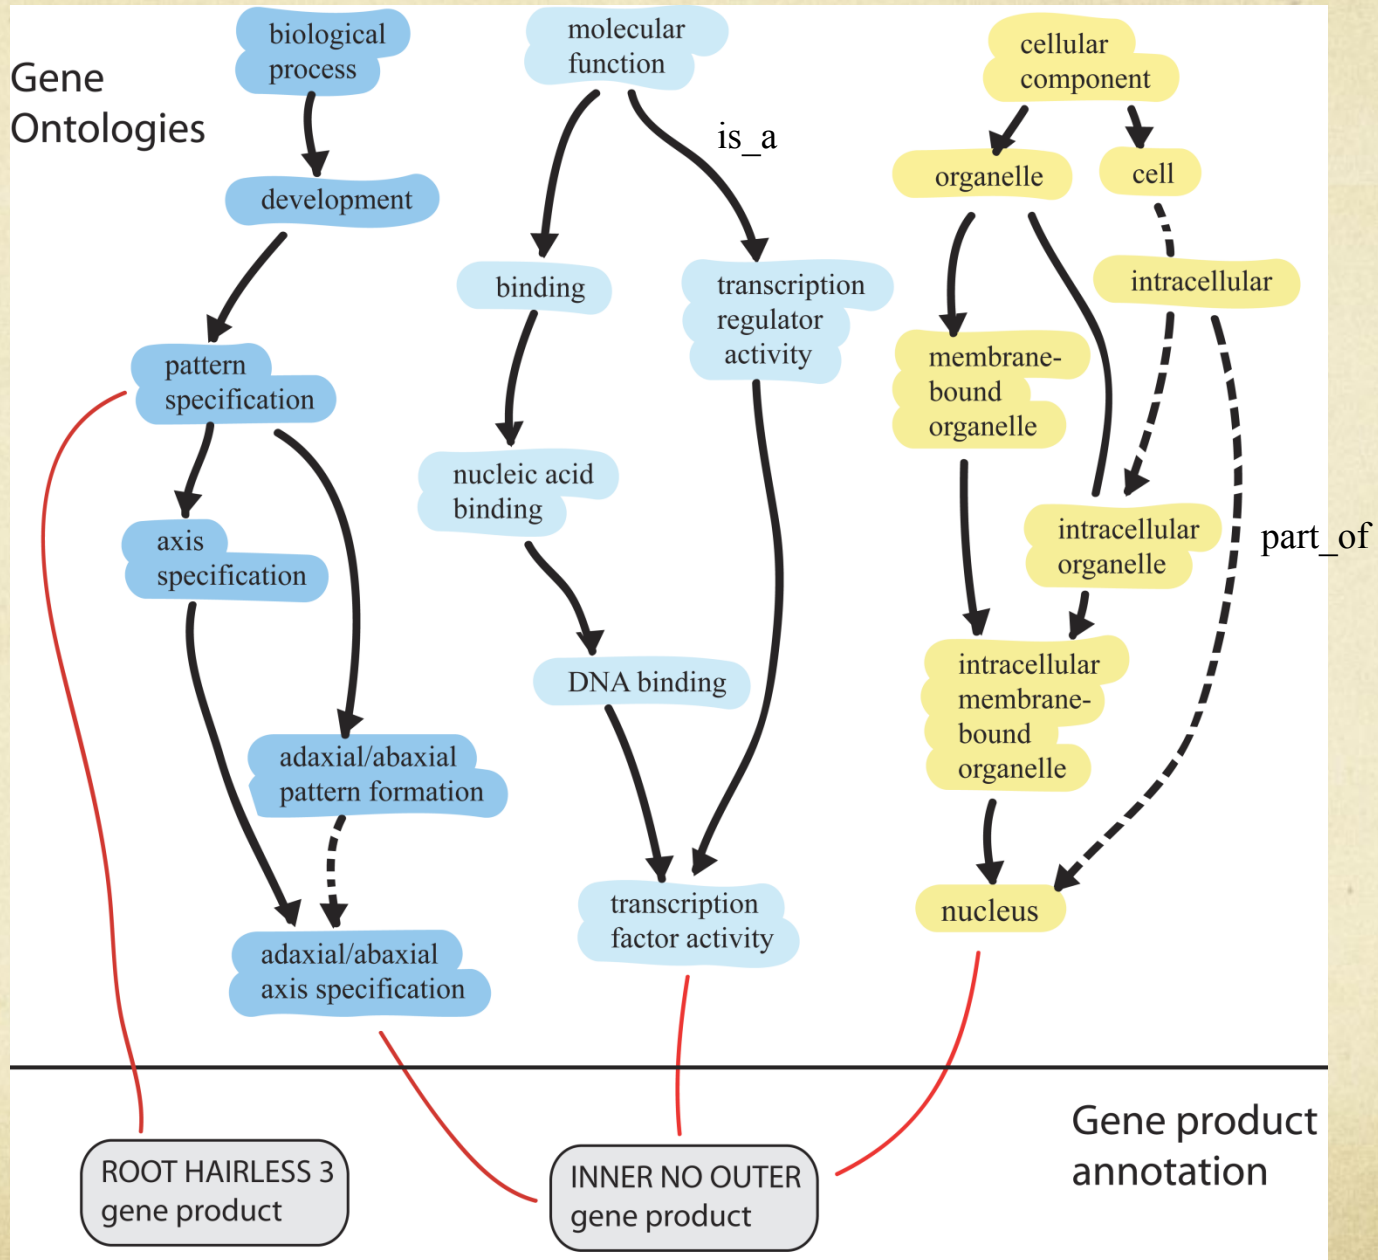 Gene
Ontologies
biological
process
molecular
function
cellular
component
is_a
development
organelle
cell
binding
transcription
regulator
activity
intracellular
pattern
specification
membrane-
bound
organelle
nucleic acid
binding
axis
specification
intracellular
organelle
part_of
DNA binding
intracellular
membrane-
bound
organelle
adaxial/abaxial
pattern formation
transcription
factor activity
nucleus
adaxial/abaxial
axis specification
Gene product
annotation
ROOT HAIRLESS 3
gene product
INNER NO OUTER
gene product